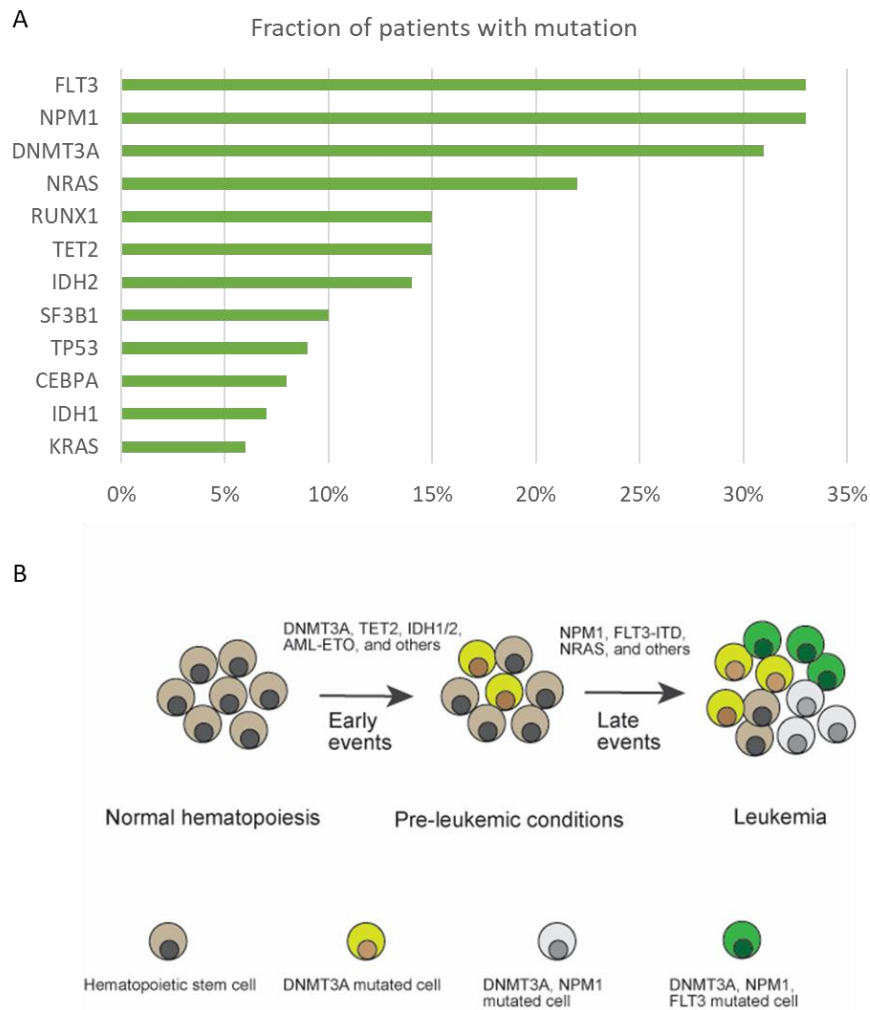 A
Fraction of patients with mutation
FLT3
NPM1
DNMT3A
NRAS
RUNX1
TET2
IDH2
SF3B1
TP53
CEBPA
IDH1
KRAS
0% 5% 10% 15% 20% 25% 30% 35%
B
DNMT3A, TET2, IDH1/2,
AML-ETO, and others
Early
events
NPM1, FLT3-ITD,
NRAS, and others
Late
events
Normal hematopoiesis
Pre-leukemic conditions
Leukemia
Hematopoietic stem cell
DNMT3A mutated cell
DNMT3A, NPM1
mutated cell
DNMT3A, NPM1,
FLT3 mutated cell